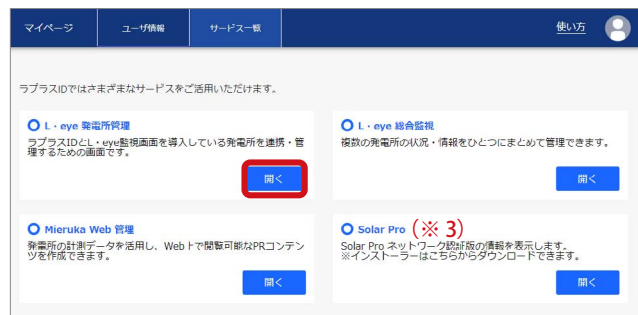 マイページ ユーザ情報 サービス一覧 使い方
ラプラスIDではさまざまなサービスをご活用いただけます。
L・eye 発電所管理
ラプラスIDとL・eye監視画面を導入している発電所を連携・管
理するための画面です。
開く
L・eye 総合監視
複数の発電所の状況・情報をひとつにまとめて管理できます。
開く
Mieruka Web 管理
発電所の計測データを活用し、Web上で閲覧可能なPRコンテン
ツを作成できます。
開く
Solar Pro (※ 3)
Solar Pro ネットワーク認証版の情報を表示します。
※インストーラーはこちらからダウンロードできます。
開く